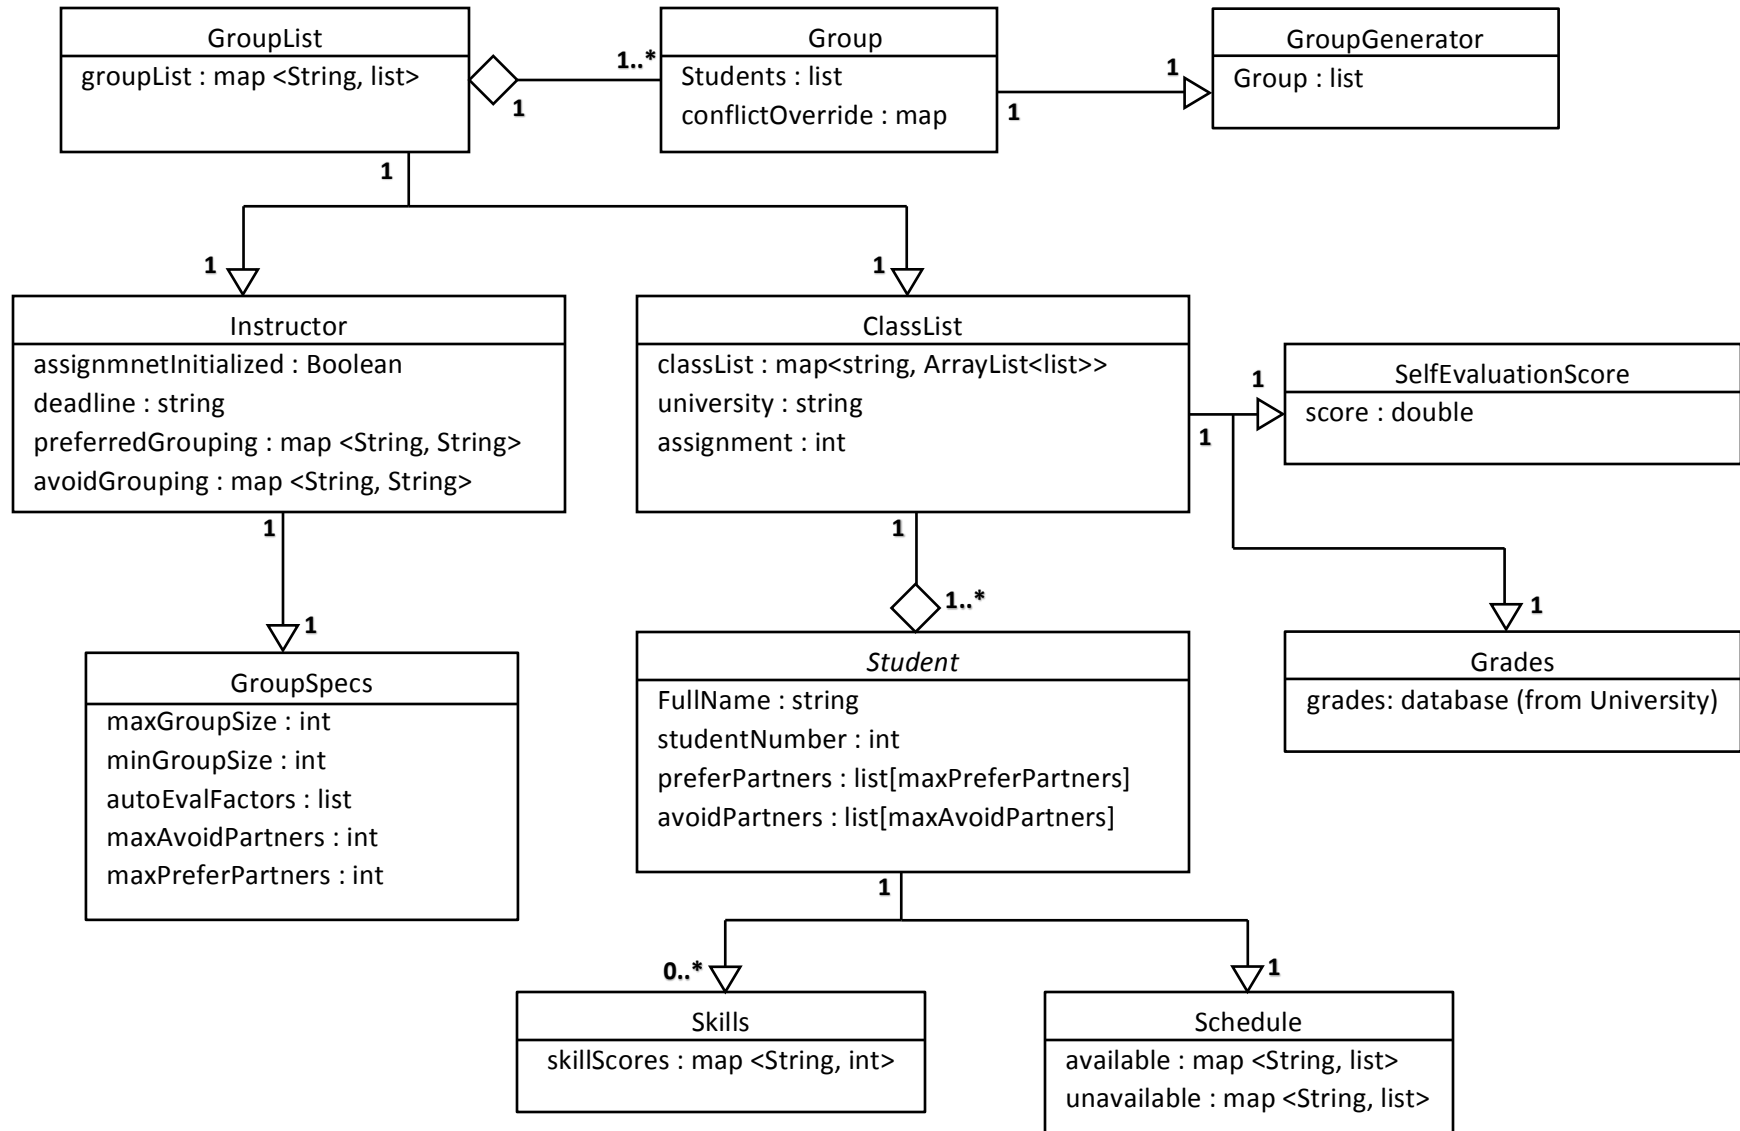 GroupList
groupList : map <String, list>
1
1..*
Group
Students : list
conflictOverride : map
1
1
GroupGenerator
Group : list
1
1
1
Instructor
assignmnetInitialized : Boolean
deadline : string
preferredGrouping : map <String, String>
avoidGrouping : map <String, String>
1
ClassList
classList : map<string, ArrayList<list>>
university : string
assignment : int
1
1
SelfEvaluationScore
score : double
1
1
GroupSpecs
maxGroupSize : int
minGroupSize : int
autoEvalFactors : list
maxAvoidPartners : int
maxPreferPartners : int
1..*
Student
FullName : string
studentNumber : int
preferPartners : list[maxPreferPartners]
avoidPartners : list[maxAvoidPartners]
1
1
Grades
grades: database (from University)
0..*
Skills
skillScores : map <String, int>
1
Schedule
available : map <String, list>
unavailable : map <String, list>